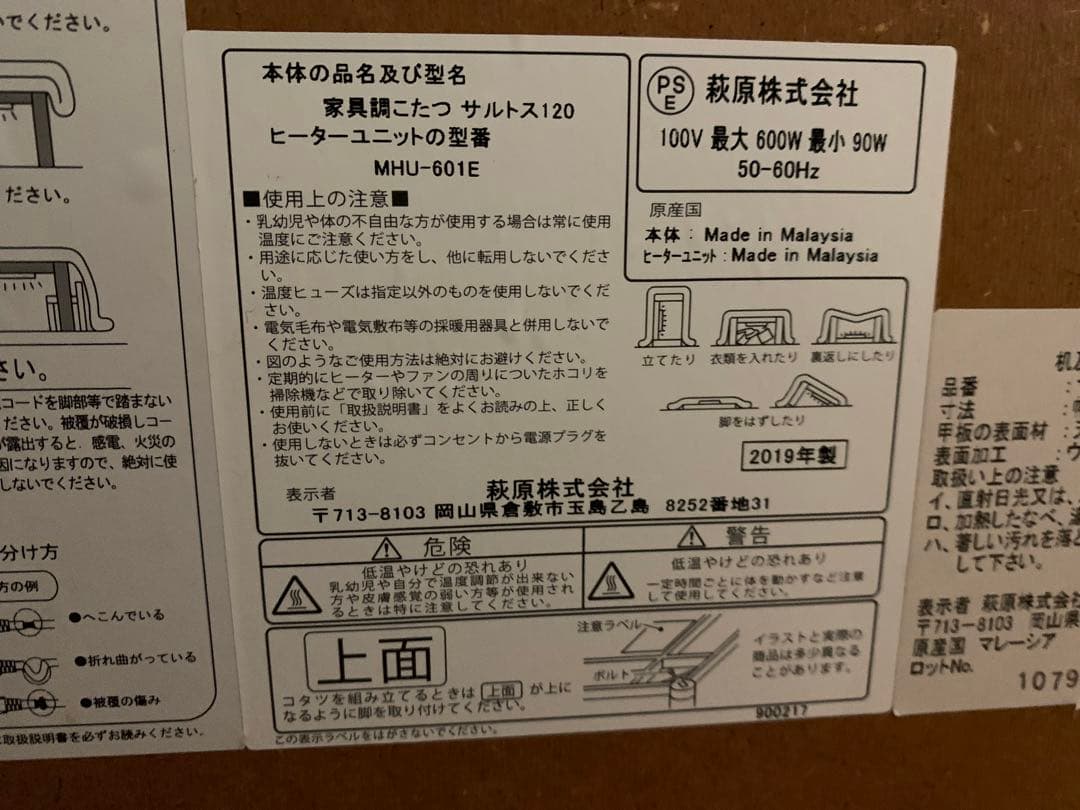 いでください。
ださい。
さい。
コードを脚部等で踏まない
ださい。被覆が破損しコー
が露出すると、感電、火災の
因になりますので、絶対に使
しないでください。
分け方
方の例
●へこんでいる
●折れ曲がっている
●被覆の傷み
取扱説明書を必ずお読みください。
本体の品名及び型名
家具調こたつ サルトス120
ヒーターユニットの型番
MHU-601E
■使用上の注意■
・乳幼児や体の不自由な方が使用する場合は常に使用
温度にご注意ください。
・用途に応じた使い方をし、他に転用しないでくださ
い。
・温度ヒューズは指定以外のものを使用しないでくだ
さい。
・電気毛布や電気敷布等の採暖用器具と併用しないで
ください。
・図のようなご使用方法は絶対にお避けください。
・定期的にヒーターやファンの周りについたホコリを
掃除機などで取り除いてください。
・使用前に「取扱説明書」をよくお読みの上、正しく
お使いください。
・使用しないときは必ずコンセントから電源プラグを
抜いてください。
PS
E
萩原株式会社
100V 最大 600W 最小 90W
50-60Hz
原産国
本体：Made in Malaysia
ヒーターユニット：Made in Malaysia
立てたり 衣類を入れたり 裏返しにしたり
脚をはずしたり
2019年製
表示者 萩原株式会社
〒713-8103 岡山県倉敷市玉島乙島 8252番地31
危険
低温やけどの恐れあり
乳幼児や自分で温度調節が出来ない
方や皮膚感覚の弱い方等が使用され
るときは特に注意してください。
警告
低温やけどの恐れあり
一定時間ごとに体を動かすなど注意
して使用してください。
上面
コタツを組み立てるときは 上面 が上に
なるように脚を取り付けてください。
注意ラベル
ボルト
イラストと実際の
商品は多少異なる
ことがあります。
900217
この表示ラベルをはがさないでください。
品番 :
寸法 :
甲板の表面材 :
表面加工 :
取扱い上の注意
イ、直射日光又は、
ロ、加熱したなべ、
ハ、著しい汚れを落と
して下さい。
表示者 萩原株式会社
〒713-8103 岡山県
原産国 マレーシア
ロットNo.
1079